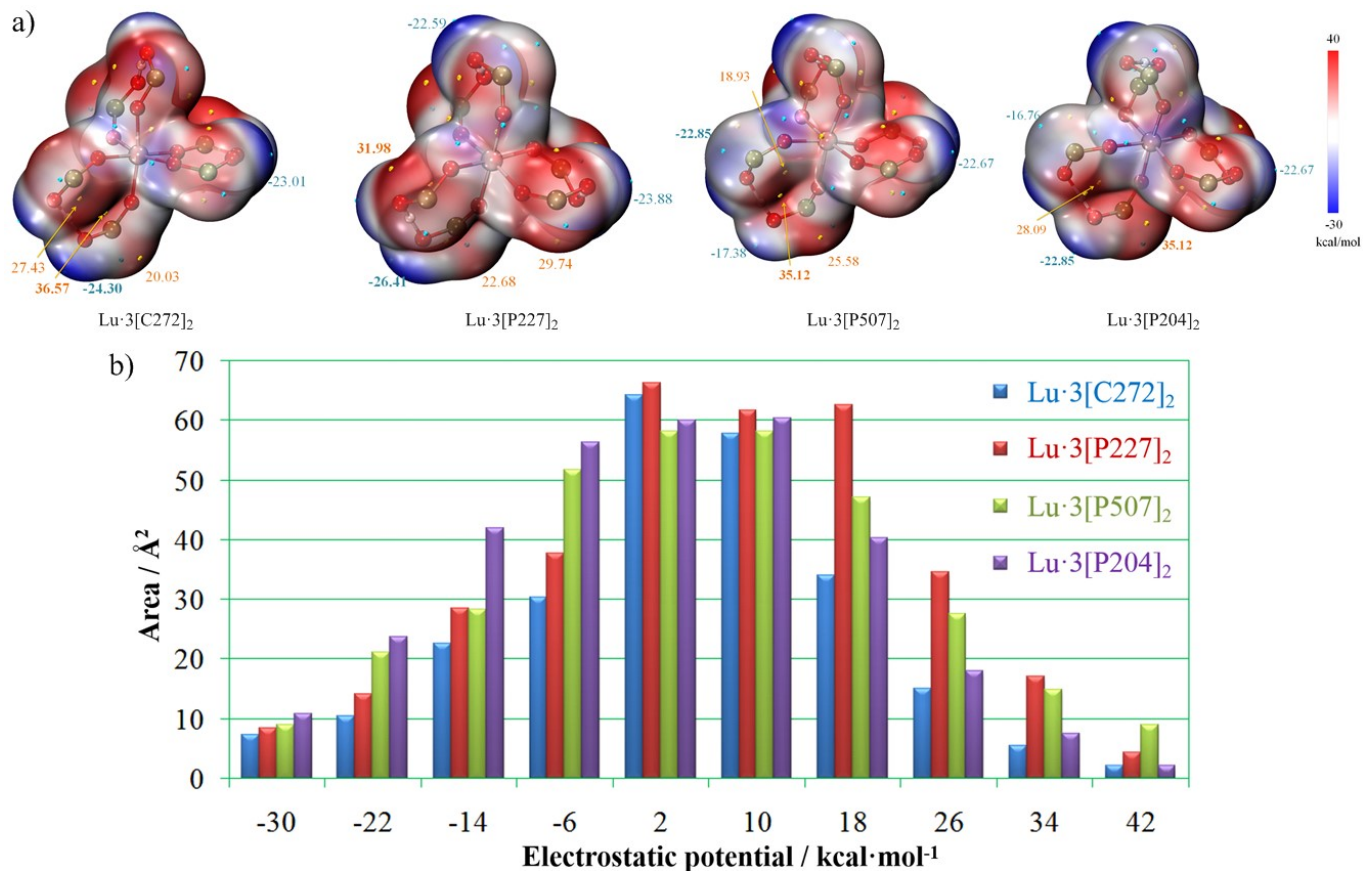 a)
-22.59
-23.01
27.43
36.57
-24.30
20.03
Lu·3[C272]₂
31.98
-23.88
29.74
-26.41
22.68
Lu·3[P227]₂
18.93
-22.85
-22.67
-17.38
35.12
25.58
Lu·3[P507]₂
-16.76
-22.67
28.09
-22.85
35.12
Lu·3[P204]₂
40
-30
kcal/mol
b)
Area / Å²
70
60
50
40
30
20
10
0
Lu·3[C272]₂
Lu·3[P227]₂
Lu·3[P507]₂
Lu·3[P204]₂
-30 -22 -14 -6 2 10 18 26 34 42
Electrostatic potential / kcal·mol⁻¹